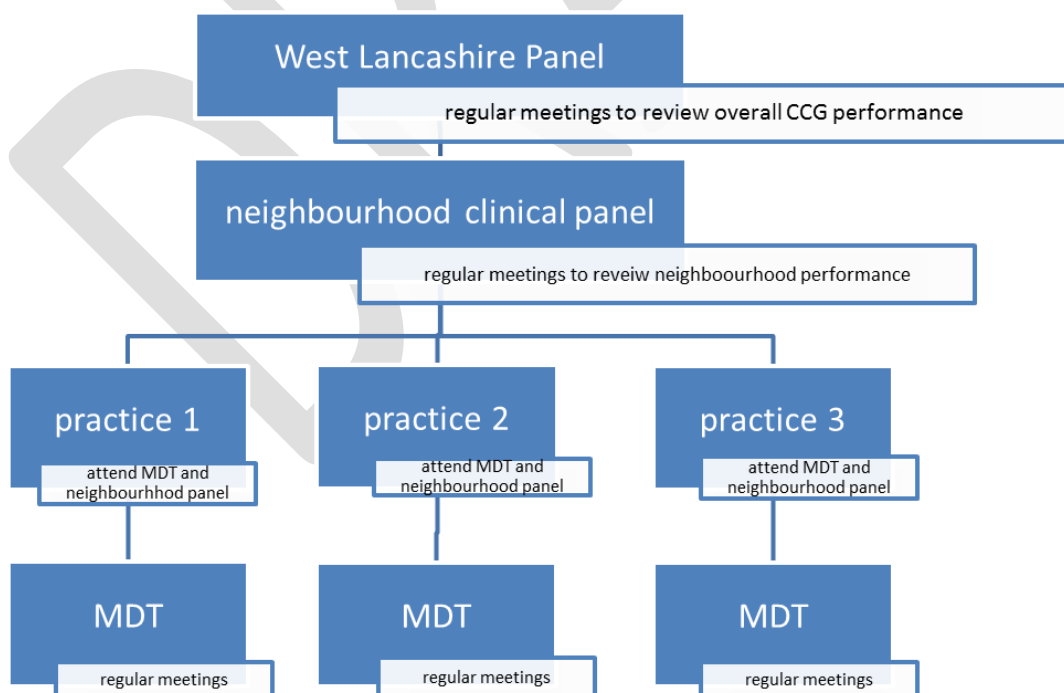 West Lancashire Panel
regular meetings to review overall CCG performance
neighbourhood clinical panel
regular meetings to reveiw neighboourhood performance
practice 1
attend MDT and
neighbourhhod panel
practice 2
attend MDT and
neighbourhood panel
practice 3
attend MDT and
neighbourhood panel
MDT
regular meetings
MDT
regular meetings
MDT
regular meetings